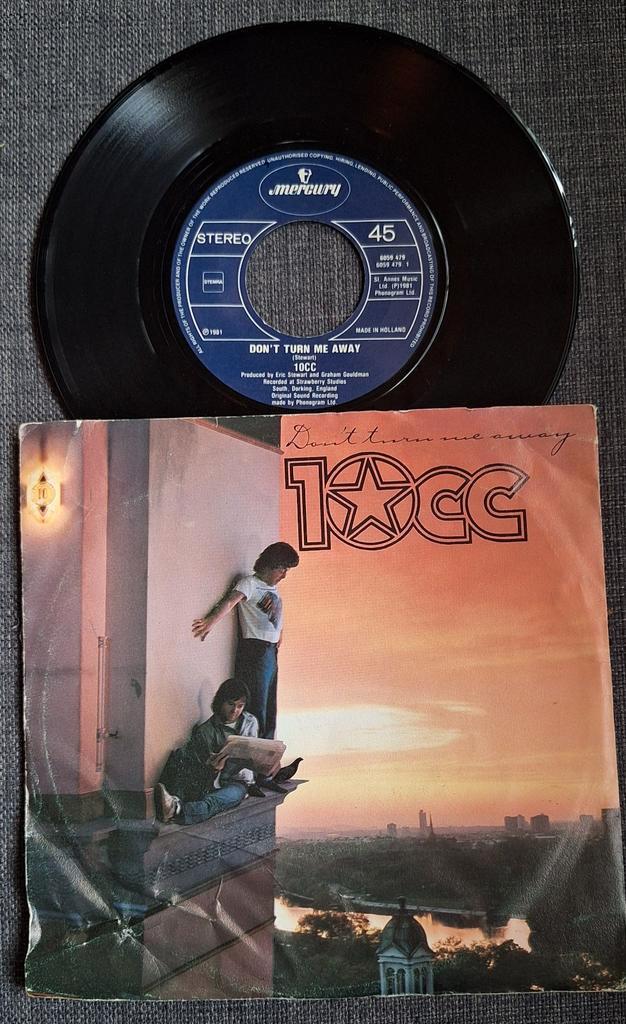 ALL RIGHTS OF THE PRODUCER AND OF THE OWNER OF THE WORK REPRODUCED RESERVED UNAUTHORISED COPYING, HIRING, LENDING, PUBLIC PERFORMANCE AND BROADCASTING OF THIS RECORD PROHIBITED
mercury
STEREO
45
6059 479
6059 479.1
STEMRA
St. Annes Music
Ltd. (P)1981
Phonogram Ltd.
℗ 1981
MADE IN HOLLAND
DON'T TURN ME AWAY
(Stewart)
10CC
Produced by Eric Stewart and Graham Gouldman
Recorded at Strawberry Studios
South, Dorking, England
Original Sound Recording
made by Phonogram Ltd.
Don't turn me away
10CC
10